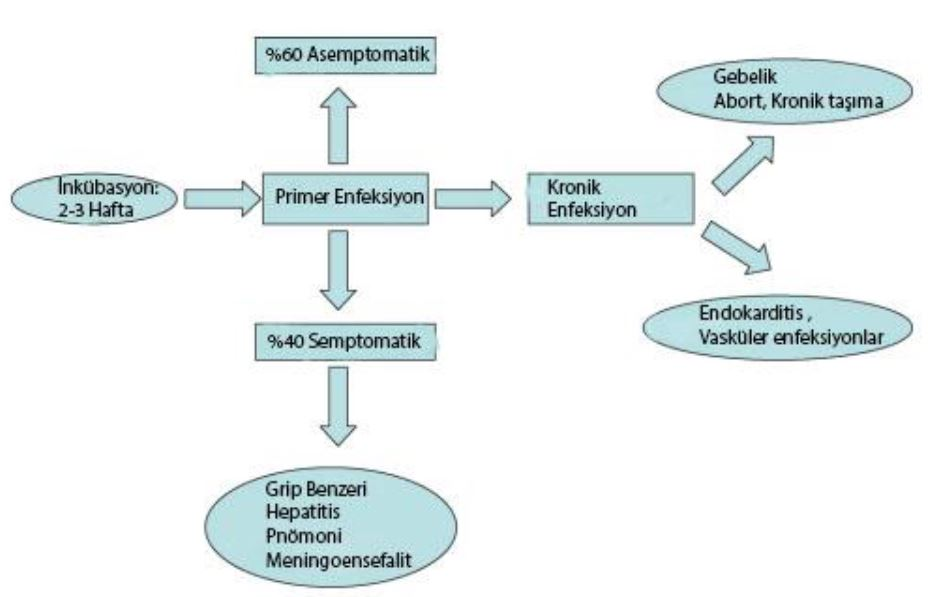 %60 Asemptomatik
Gebelik
Abort, Kronik taşıma
İnkübasyon:
2-3 Hafta
Primer Enfeksiyon
Kronik
Enfeksiyon
Endokarditis ,
Vasküler enfeksiyonlar
%40 Semptomatik
Grip Benzeri
Hepatitis
Pnömoni
Meningoensefalit